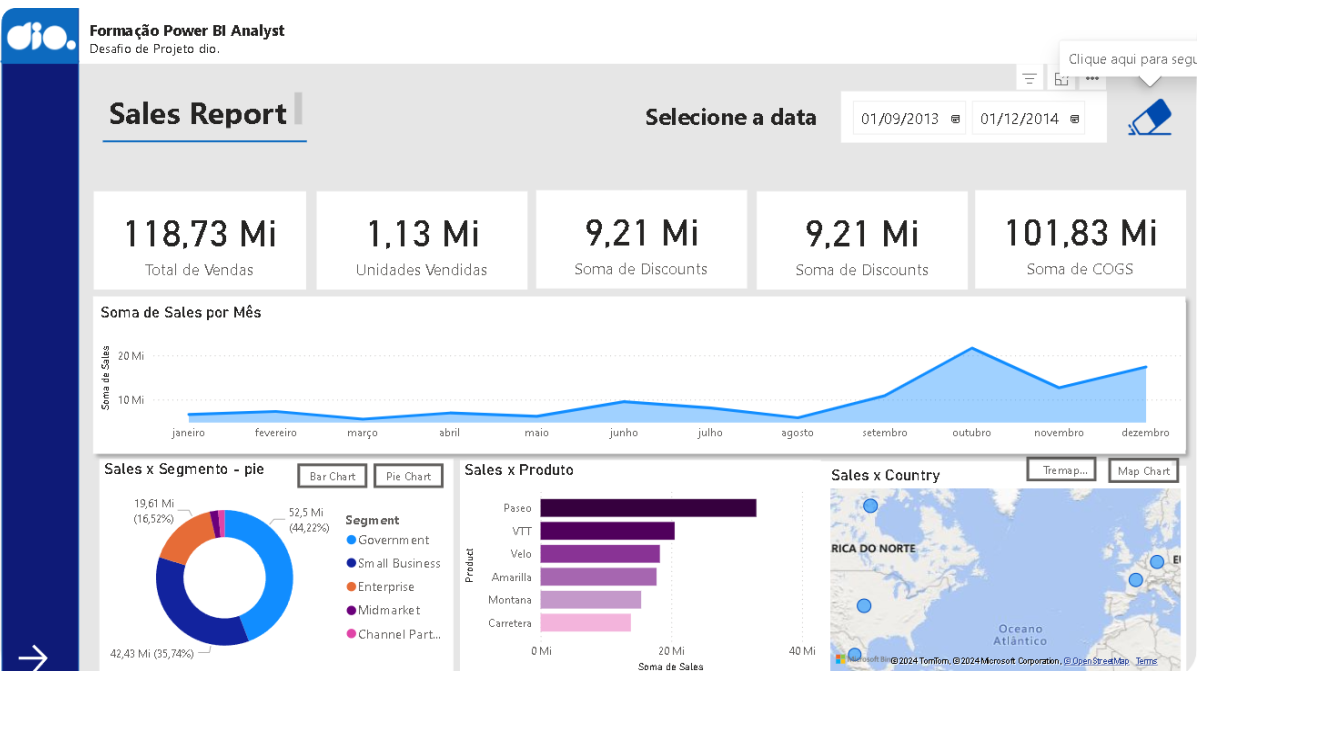 dio.
Formação Power BI Analyst
Desafio de Projeto dio.
Clique aqui para segu
Sales Report
Selecione a data
01/09/2013
01/12/2014
118,73 Mi
Total de Vendas
1,13 Mi
Unidades Vendidas
9,21 Mi
Soma de Discounts
9,21 Mi
Soma de Discounts
101,83 Mi
Soma de COGS
Soma de Sales por Mês
Soma de Sales
20 Mi
10 Mi
janeiro
fevereiro
março
abril
maio
junho
julho
agosto
setembro
outubro
novembro
dezembro
Sales x Segmento - pie
Bar Chart
Pie Chart
19,61 Mi
(16,52%)
52,5 Mi
(44,22%)
42,43 Mi (35,74%)
Segment
Government
Small Business
Enterprise
Midmarket
Channel Part...
Sales x Produto
Product
Paseo
VTT
Velo
Amarilla
Montana
Carretera
0 Mi
20 Mi
40 Mi
Soma de Sales
Sales x Country
Tremap...
Map Chart
RICA DO NORTE
EU
Oceano
Atlântico
Microsoft Bing
© 2024 TomTom, © 2024 Microsoft Corporation, © OpenStreetMap Terms